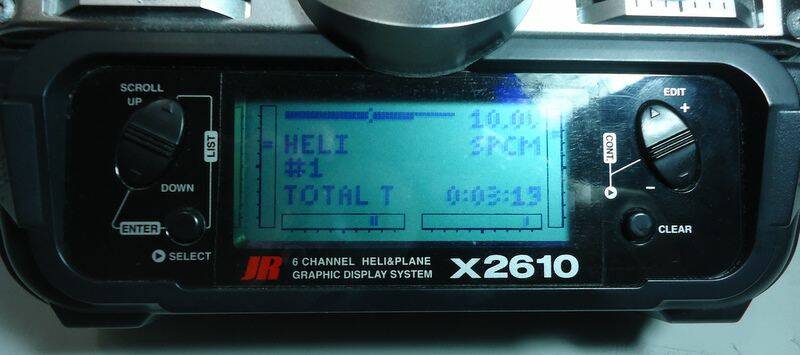 SCROLL
UP
LIST
DOWN
ENTER
SELECT
10.0V
HELI SPCM
#1
TOTAL T 0:03:19
EDIT
+
CONT
-
CLEAR
JR 6 CHANNEL HELI&PLANE
GRAPHIC DISPLAY SYSTEM X2610